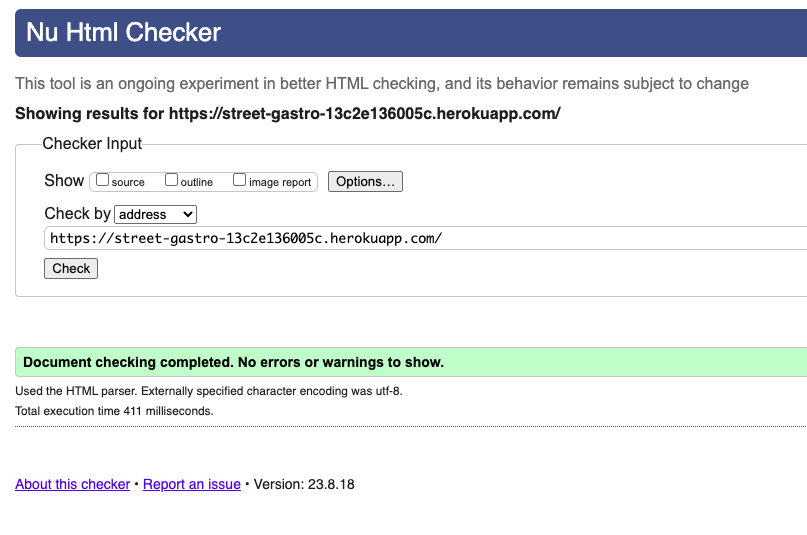 Nu Html Checker
This tool is an ongoing experiment in better HTML checking, and its behavior remains subject to change
Showing results for https://street-gastro-13c2e136005c.herokuapp.com/
Checker Input
Show source outline image report Options…
Check by address
https://street-gastro-13c2e136005c.herokuapp.com/
Check
Document checking completed. No errors or warnings to show.
Used the HTML parser. Externally specified character encoding was utf-8.
Total execution time 411 milliseconds.
About this checker • Report an issue • Version: 23.8.18